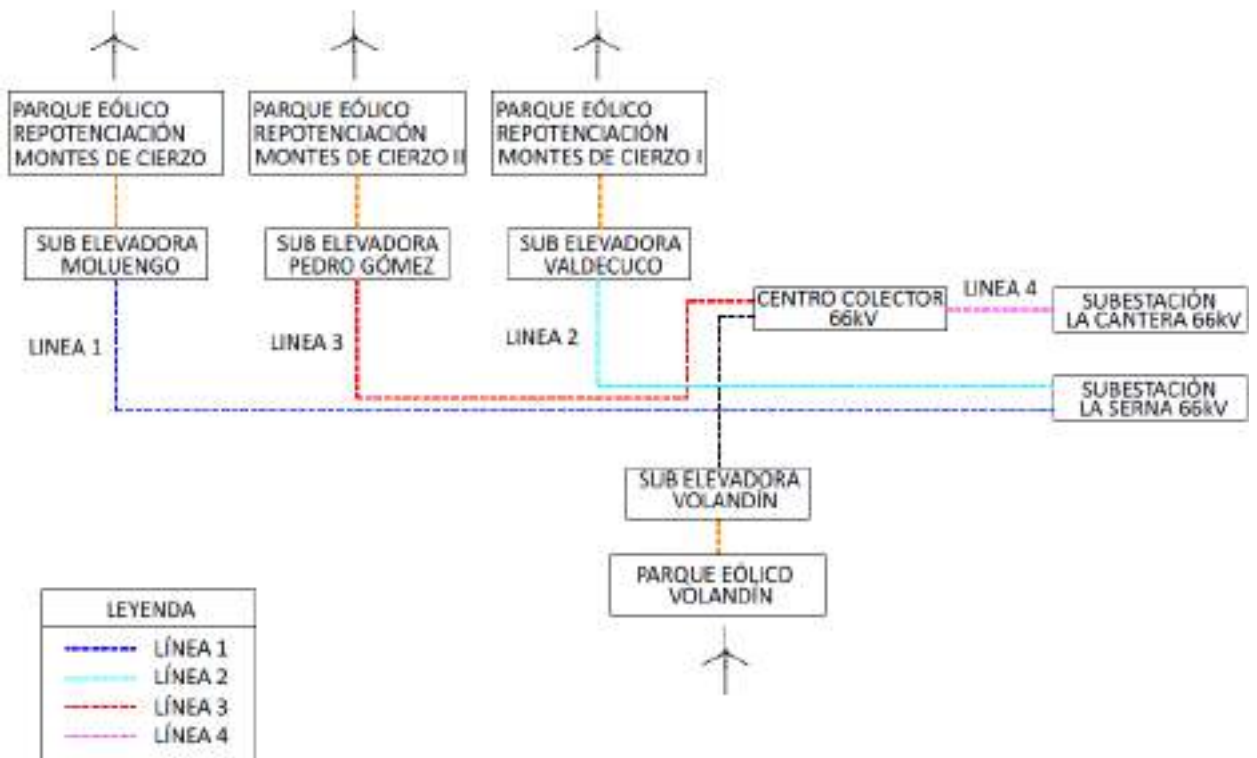 PARQUE EÓLICO
REPOTENCIACIÓN
MONTES DE CIERZO
PARQUE EÓLICO
REPOTENCIACIÓN
MONTES DE CIERZO II
PARQUE EÓLICO
REPOTENCIACIÓN
MONTES DE CIERZO I
SUB ELEVADORA
MOLUENGO
SUB ELEVADORA
PEDRO GÓMEZ
SUB ELEVADORA
VALDECUCO
LINEA 1
LINEA 3
LINEA 2
CENTRO COLECTOR
66kV
LINEA 4
SUBESTACIÓN
LA CANTERA 66kV
SUBESTACIÓN
LA SERNA 66kV
SUB ELEVADORA
VOLANDÍN
PARQUE EÓLICO
VOLANDÍN
LEYENDA
LÍNEA 1
LÍNEA 2
LÍNEA 3
LÍNEA 4